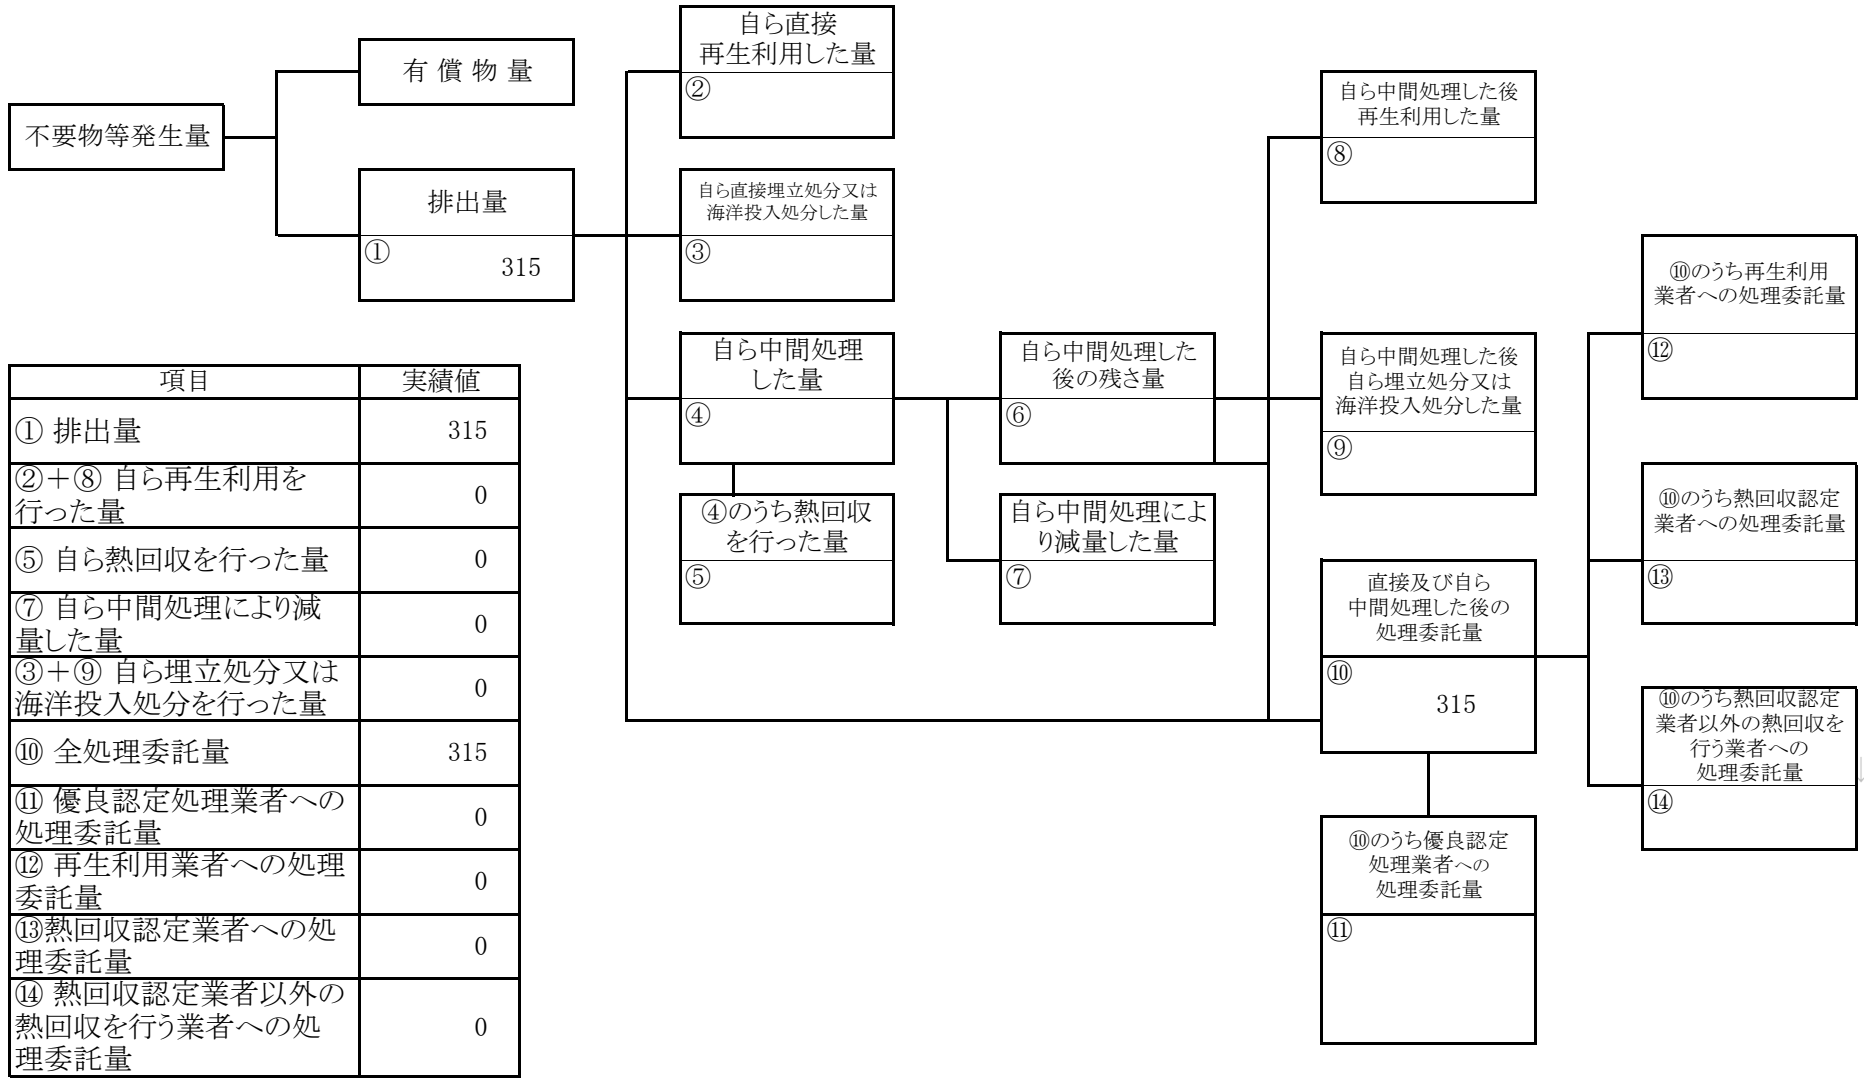 不要物等発生量
有償物量
排出量
①
315
自ら直接
再生利用した量
②
自ら直接埋立処分又は
海洋投入処分した量
③
自ら中間処理
した量
④
④のうち熱回収
を行った量
⑤
自ら中間処理した
後の残さ量
⑥
自ら中間処理によ
り減量した量
⑦
自ら中間処理した後
再生利用した量
⑧
自ら中間処理した後
自ら埋立処分又は
海洋投入処分した量
⑨
直接及び自ら
中間処理した後の
処理委託量
⑩
315
⑩のうち優良認定
処理業者への
処理委託量
⑪
⑩のうち再生利用
業者への処理委託量
⑫
⑩のうち熱回収認定
業者への処理委託量
⑬
⑩のうち熱回収認定
業者以外の熱回収を
行う業者への
処理委託量
⑭
項目 実績値
① 排出量 315
②＋⑧ 自ら再生利用を
行った量 0
⑤ 自ら熱回収を行った量 0
⑦ 自ら中間処理により減
量した量 0
③＋⑨ 自ら埋立処分又は
海洋投入処分を行った量 0
⑩ 全処理委託量 315
⑪ 優良認定処理業者への
処理委託量 0
⑫ 再生利用業者への処理
委託量 0
⑬熱回収認定業者への処
理委託量 0
⑭ 熱回収認定業者以外の
熱回収を行う業者への処
理委託量 0